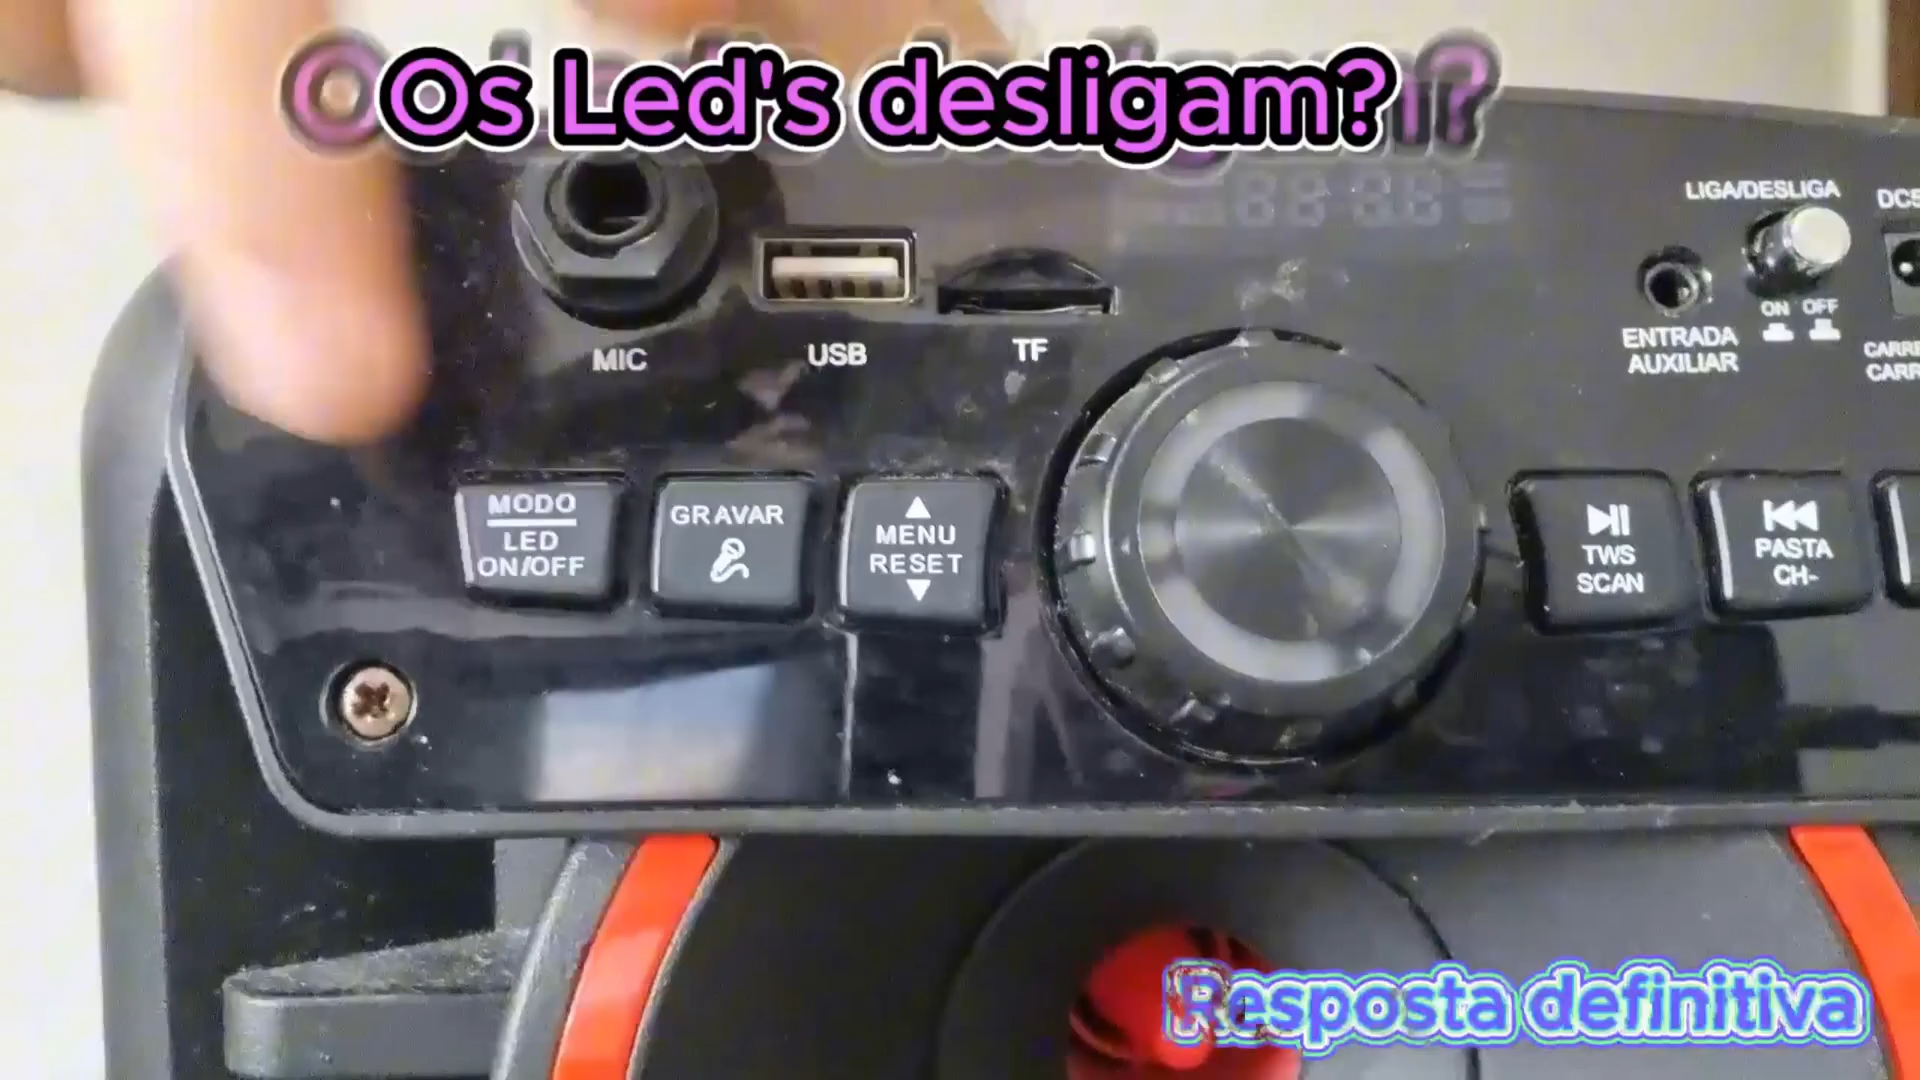 Os Led's desligam?
LIGA/DESLIGA
ON OFF
MIC
USB
TF
ENTRADA
AUXILIAR
MODO
LED
ON/OFF
GRAVAR
MENU
RESET
TWS
SCAN
PASTA
CH-
Resposta definitiva